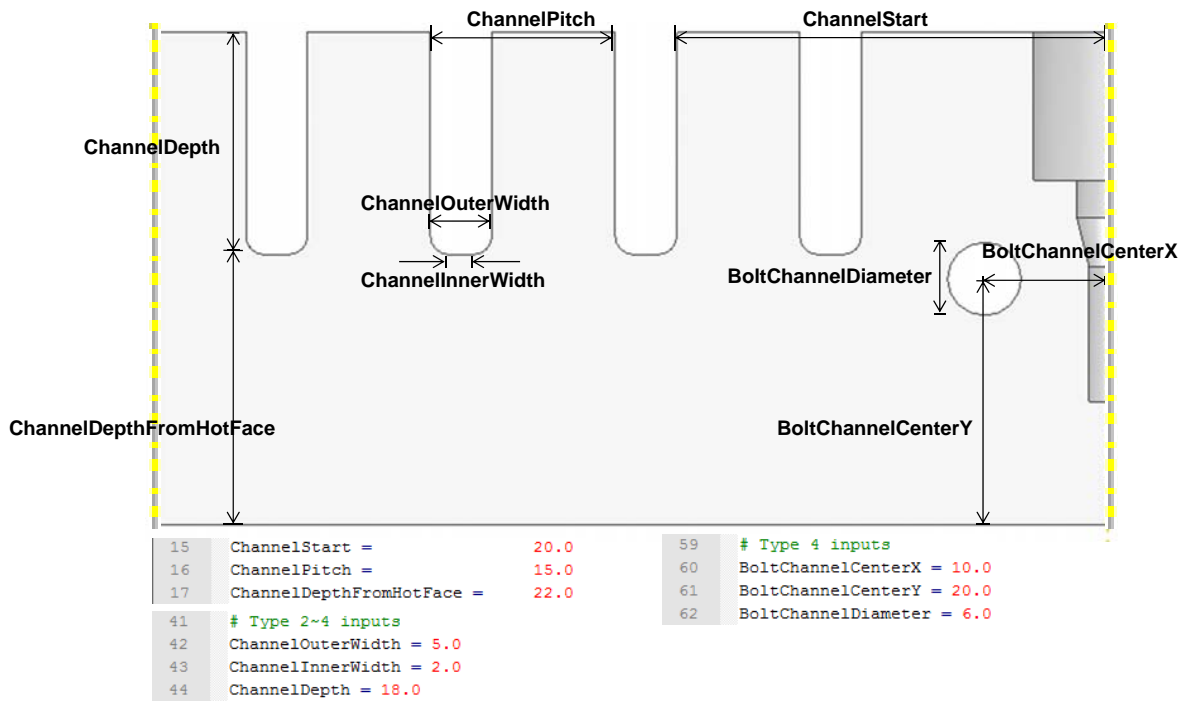 ChannelPitch
ChannelStart
ChannelDepth
ChannelOuterWidth
BoltChannelCenterX
BoltChannelDiameter
ChannelInnerWidth
ChannelDepthFromHotFace
BoltChannelCenterY
15 ChannelStart = 20.0
16 ChannelPitch = 15.0
17 ChannelDepthFromHotFace = 22.0
41 # Type 2~4 inputs
42 ChannelOuterWidth = 5.0
43 ChannelInnerWidth = 2.0
44 ChannelDepth = 18.0
59 # Type 4 inputs
60 BoltChannelCenterX = 10.0
61 BoltChannelCenterY = 20.0
62 BoltChannelDiameter = 6.0